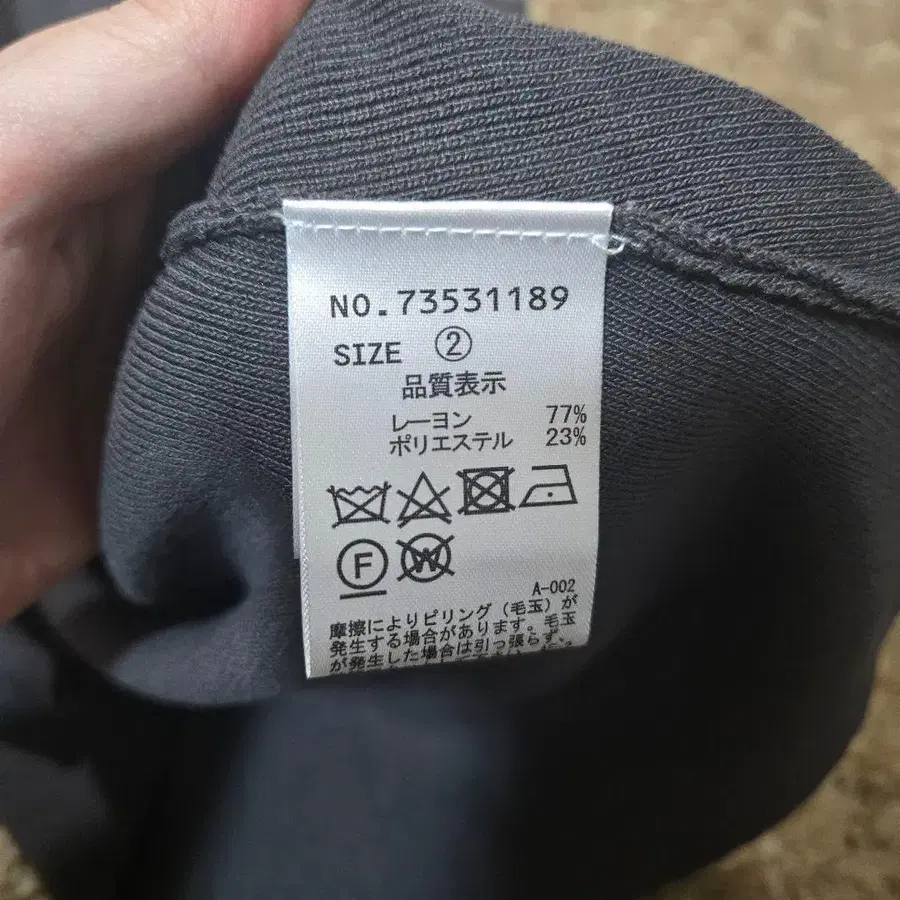 NO.73531189
SIZE ②
品質表示
レーヨン 77%
ポリエステル 23%
F W
A-002
摩擦によりピリング(毛玉)が
発生する場合があります。毛玉
が発生した場合は引っ張らず、